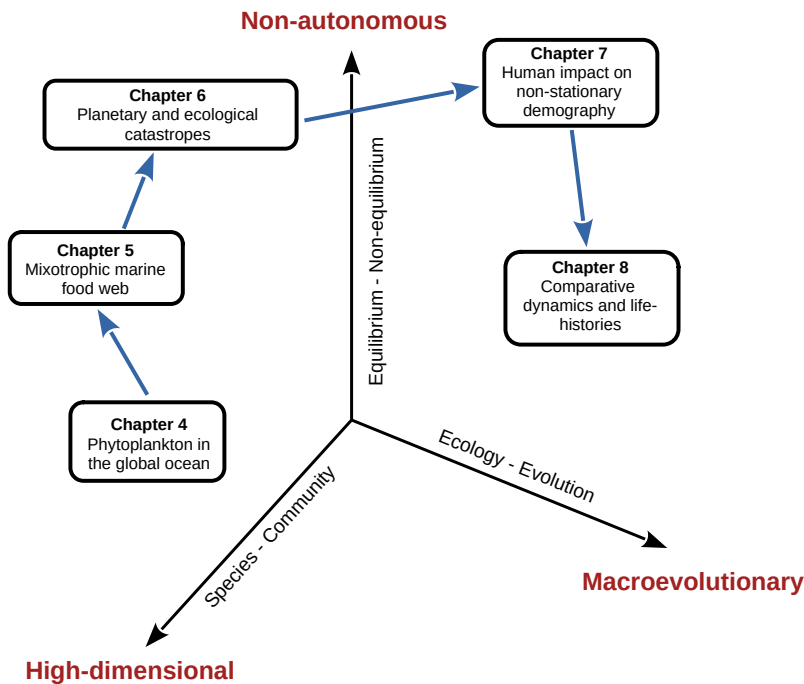 Non-autonomous
Chapter 6
Planetary and ecological
catastropes
Chapter 7
Human impact on
non-stationary
demography
Equilibrium - Non-equilibrium
Chapter 5
Mixotrophic marine
food web
Chapter 8
Comparative
dynamics and life-
histories
Chapter 4
Phytoplankton in
the global ocean
Ecology - Evolution
Species - Community
Macroevolutionary
High-dimensional